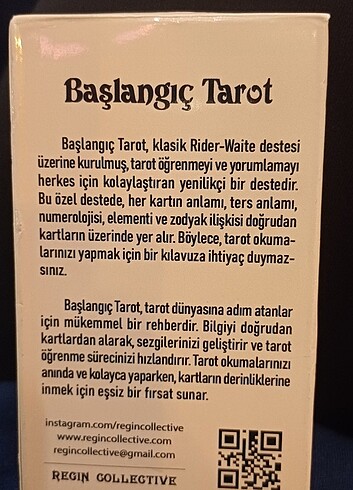 Başlangıç Tarot
Başlangıç Tarot, klasik Rider-Waite destesi
üzerine kurulmuş, tarot öğrenmeyi ve yorumlamayı
herkes için kolaylaştıran yenilikçi bir destedir.
Bu özel destede, her kartın anlamı, ters anlamı,
numerolojisi, elementi ve zodyak ilişkisi doğrudan
kartların üzerinde yer alır. Böylece, tarot okuma-
larınızı yapmak için bir kılavuza ihtiyaç duymaz-
sınız.
Başlangıç Tarot, tarot dünyasına adım atanlar
için mükemmel bir rehberdir. Bilgiyi doğrudan
kartlardan alarak, sezgilerinizi geliştirir ve tarot
öğrenme sürecinizi hızlandırır. Tarot okumalarınızı
anında ve kolayca yaparken, kartların derinliklerine
inmek için eşsiz bir fırsat sunar.
instagram.com/regincollective
www.regincollective.com
regincollective@gmail.com
REGIN COLLECTIVE